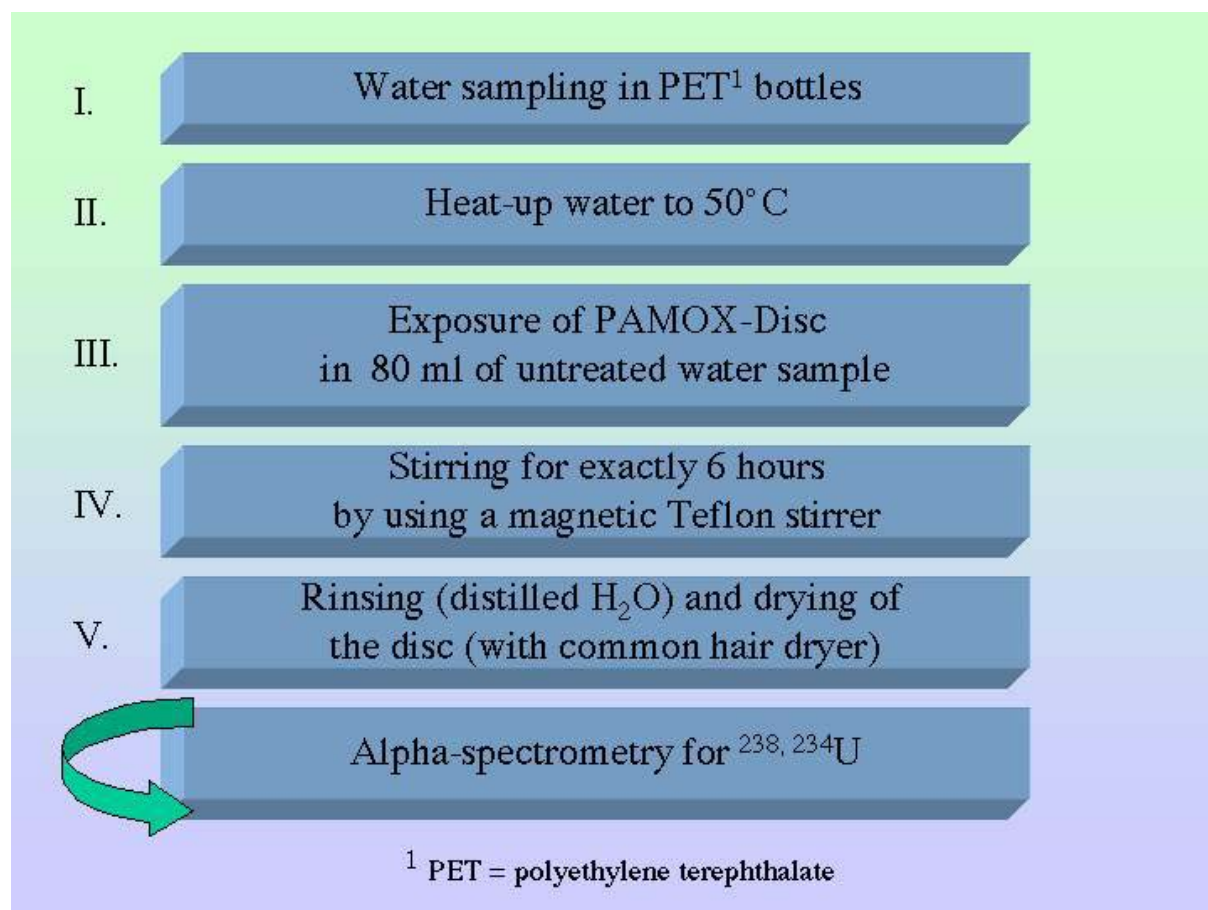 I. Water sampling in PET¹ bottles
II. Heat-up water to 50°C
III. Exposure of PAMOX-Disc
in 80 ml of untreated water sample
IV. Stirring for exactly 6 hours
by using a magnetic Teflon stirrer
V. Rinsing (distilled H₂O) and drying of
the disc (with common hair dryer)
Alpha-spectrometry for ²³⁸, ²³⁴U
¹ PET = polyethylene terephthalate